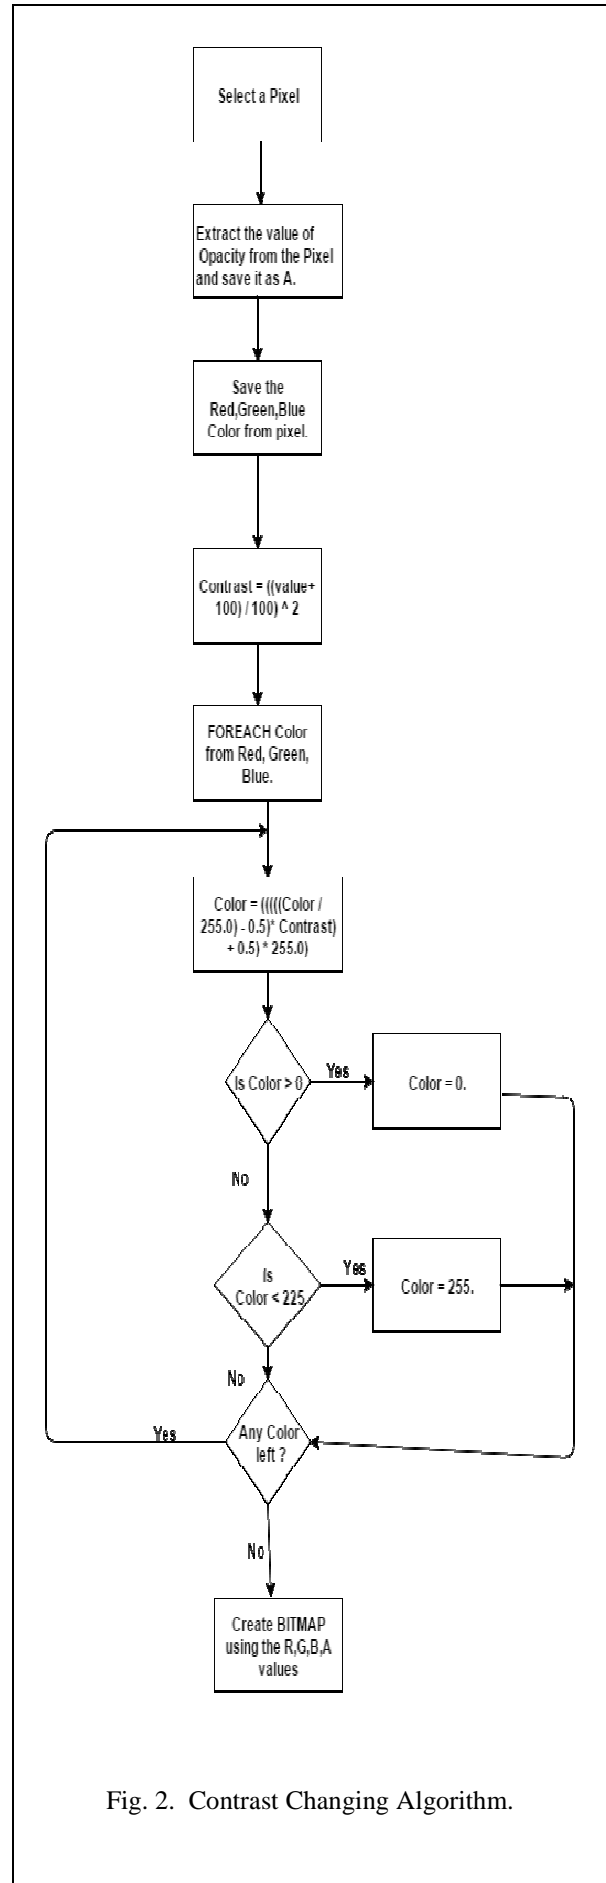 Select a Pixel
Extract the value of
Opacity from the Pixel
and save it as A.
Save the
Red,Green,Blue
Color from pixel.
Contrast = ((value+
100) / 100) ^ 2
FOREACH Color
from Red, Green,
Blue.
Color = (((((Color /
255.0) - 0.5)* Contrast)
+ 0.5) * 255.0)
Is Color > 0
Yes
Color = 0.
No
Is
Color < 225
Yes
Color = 255.
No
Any Color
left ?
Yes
No
Create BITMAP
using the R,G,B,A
values
Fig. 2. Contrast Changing Algorithm.